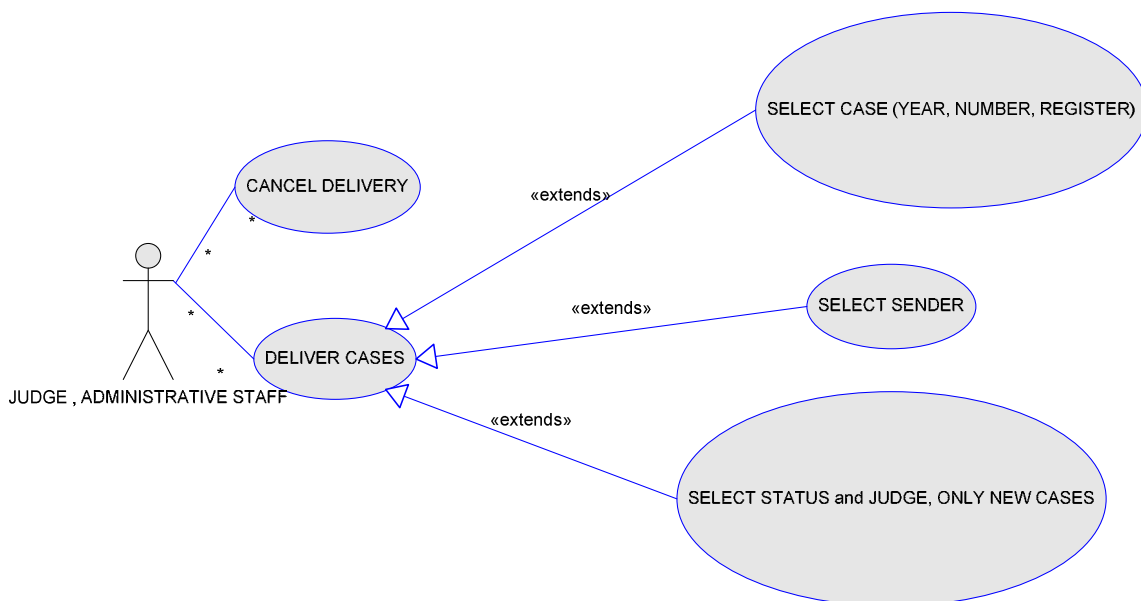 SELECT CASE (YEAR, NUMBER, REGISTER)
CANCEL DELIVERY
«extends»
*
*
«extends»
SELECT SENDER
*
DELIVER CASES
*
JUDGE , ADMINISTRATIVE STAFF
«extends»
SELECT STATUS and JUDGE, ONLY NEW CASES